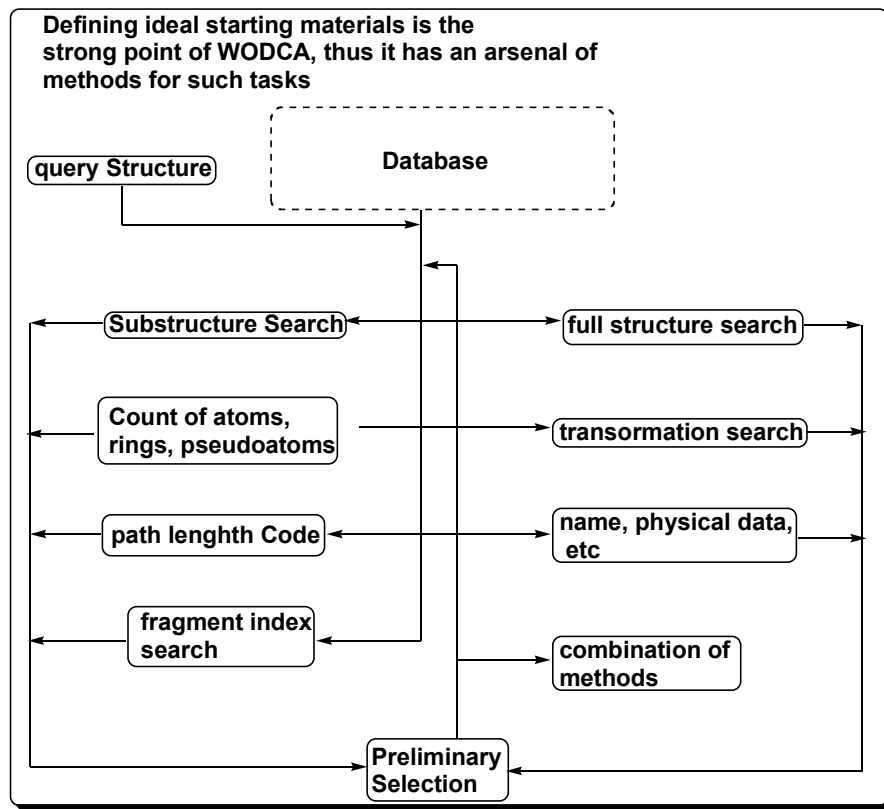 Defining ideal starting materials is the
strong point of WODCA, thus it has an arsenal of
methods for such tasks
Database
query Structure
Substructure Search
full structure search
Count of atoms,
rings, pseudoatoms
transormation search
path lenghth Code
name, physical data,
etc
fragment index
search
combination of
methods
Preliminary
Selection